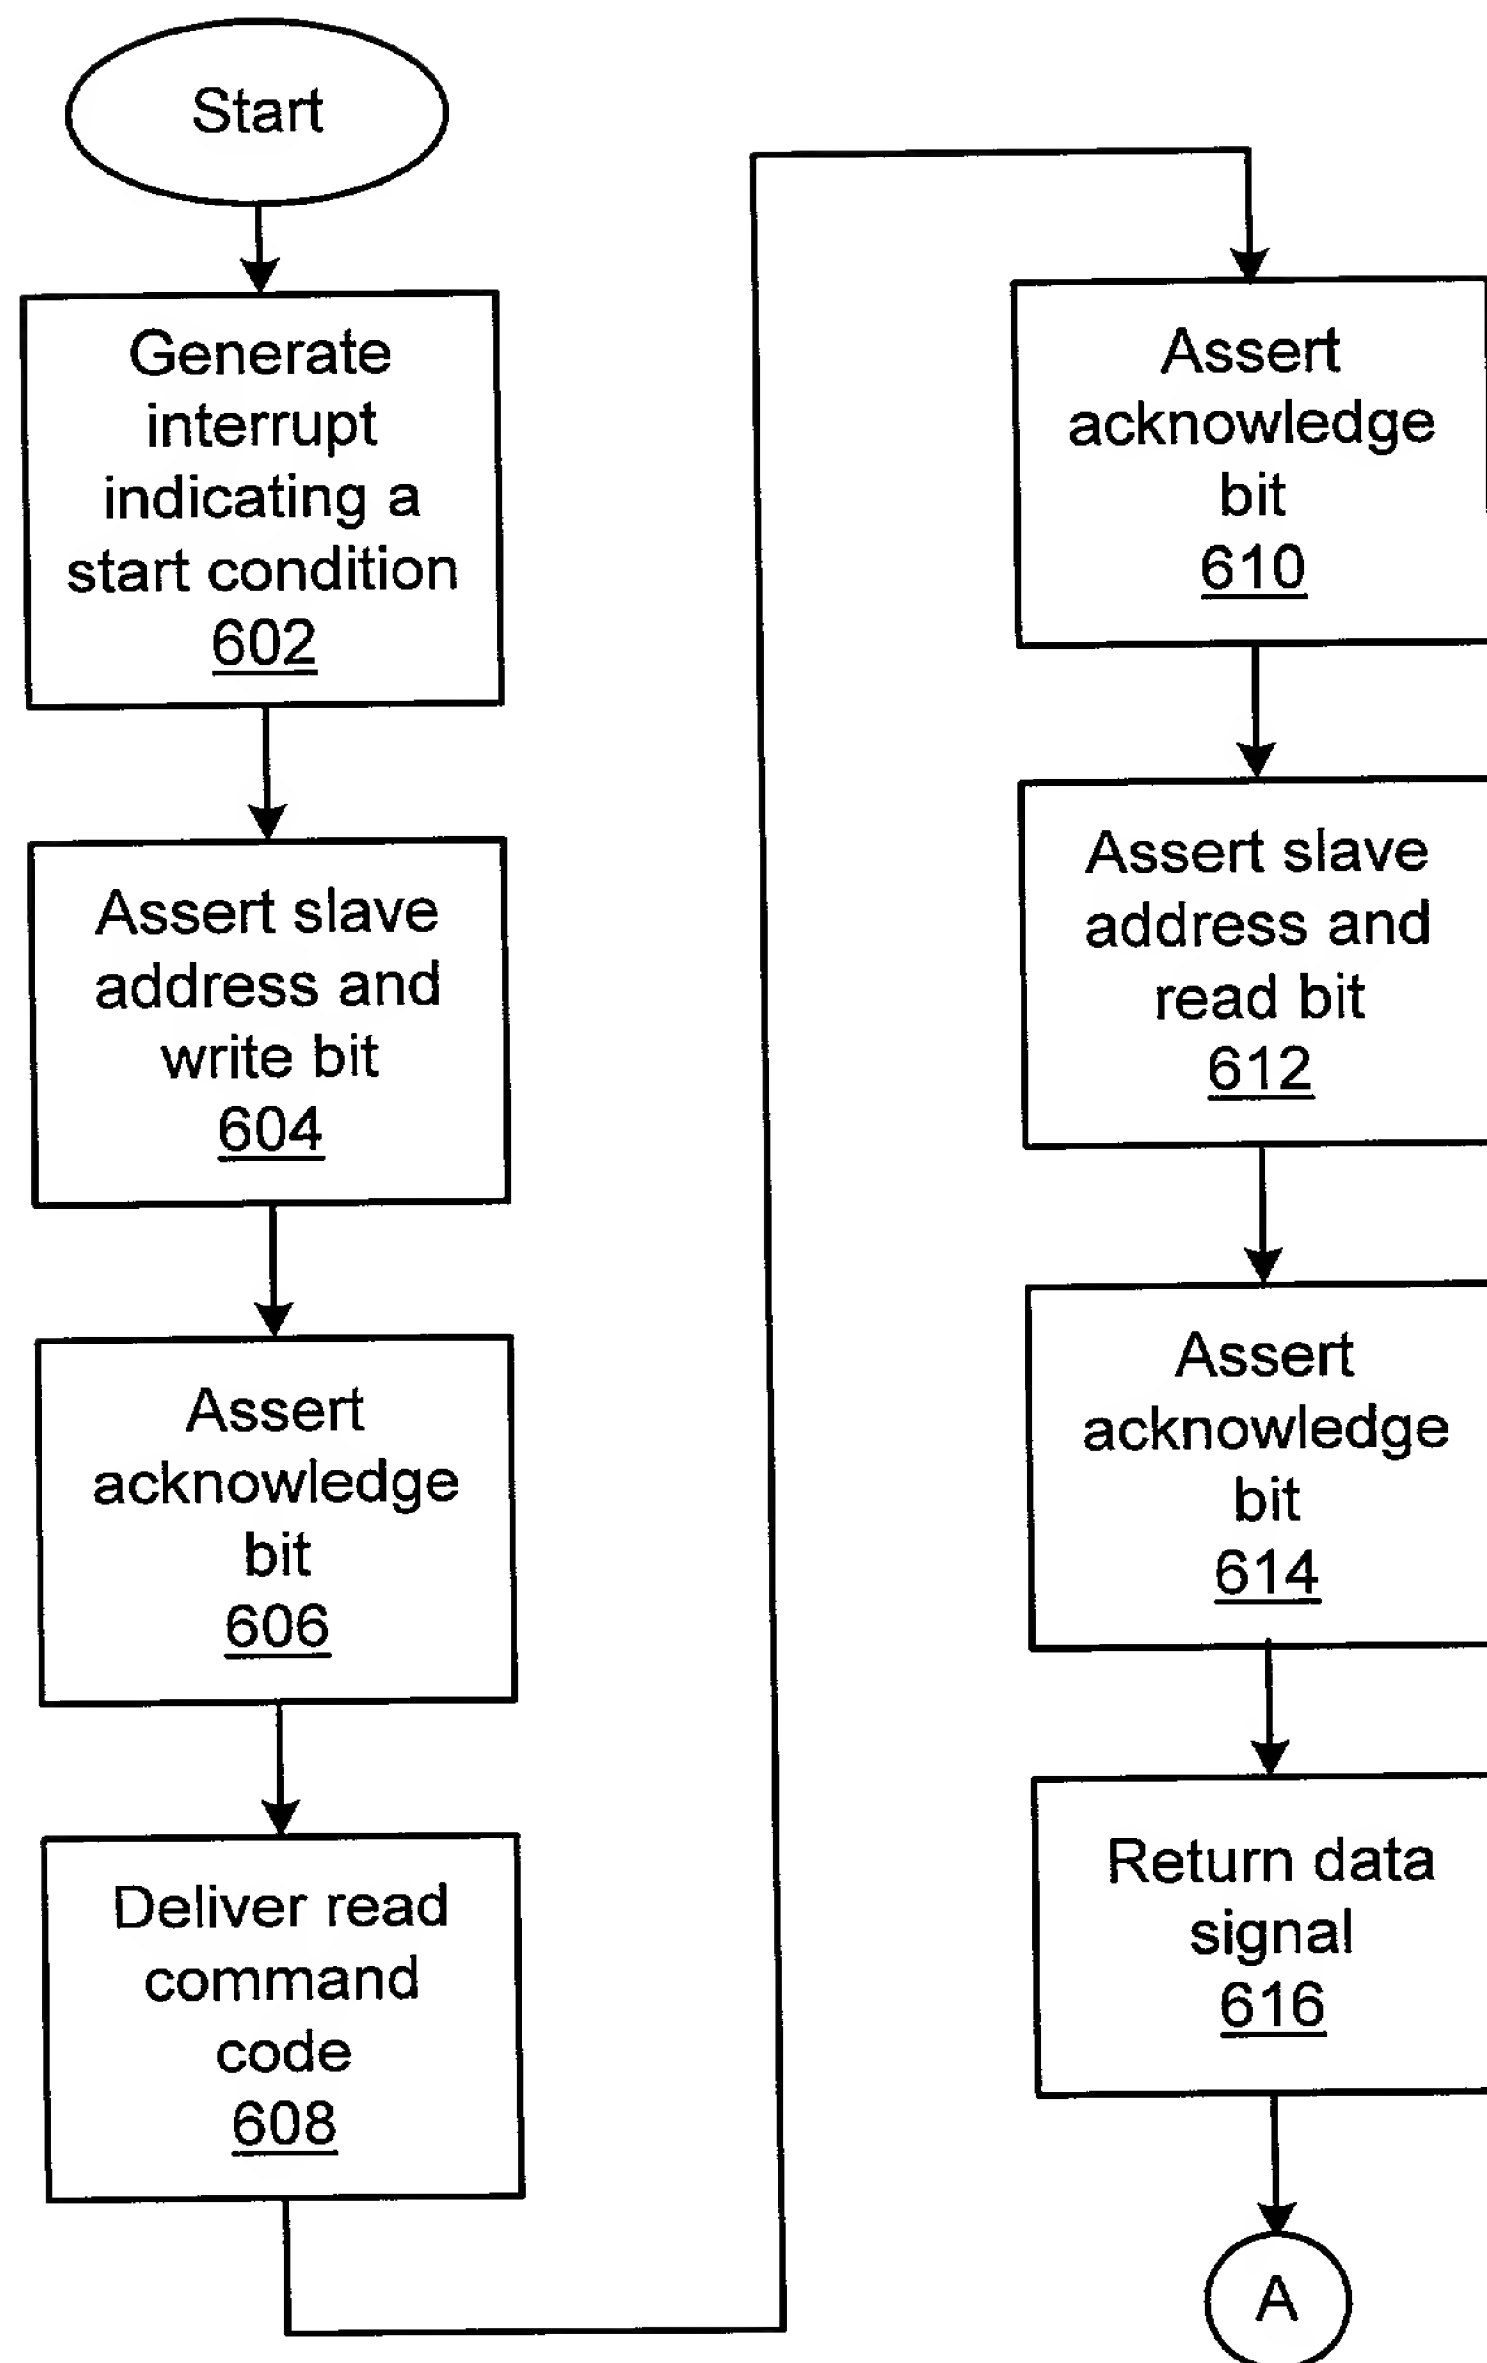 Start
Generate
interrupt
indicating a
start condition
602
Assert slave
address and
write bit
604
Assert
acknowledge
bit
606
Deliver read
command
code
608
Assert
acknowledge
bit
610
Assert slave
address and
read bit
612
Assert
acknowledge
bit
614
Return data
signal
616
A